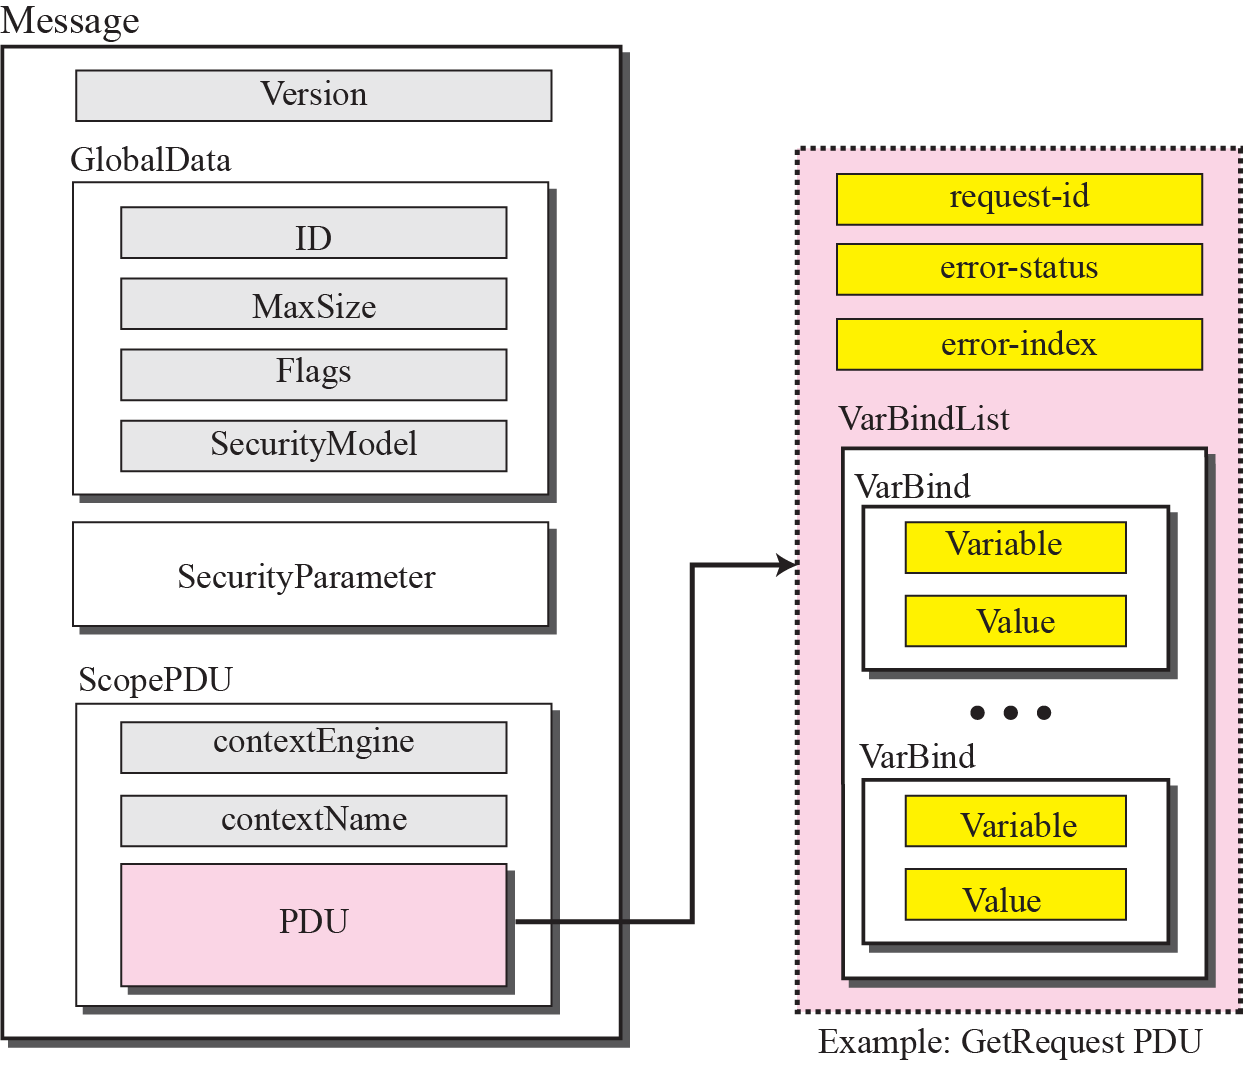 Message
Version
GlobalData
ID
MaxSize
Flags
SecurityModel
SecurityParameter
ScopePDU
contextEngine
contextName
PDU
request-id
error-status
error-index
VarBindList
VarBind
Variable
Value
VarBind
Variable
Value
Example: GetRequest PDU